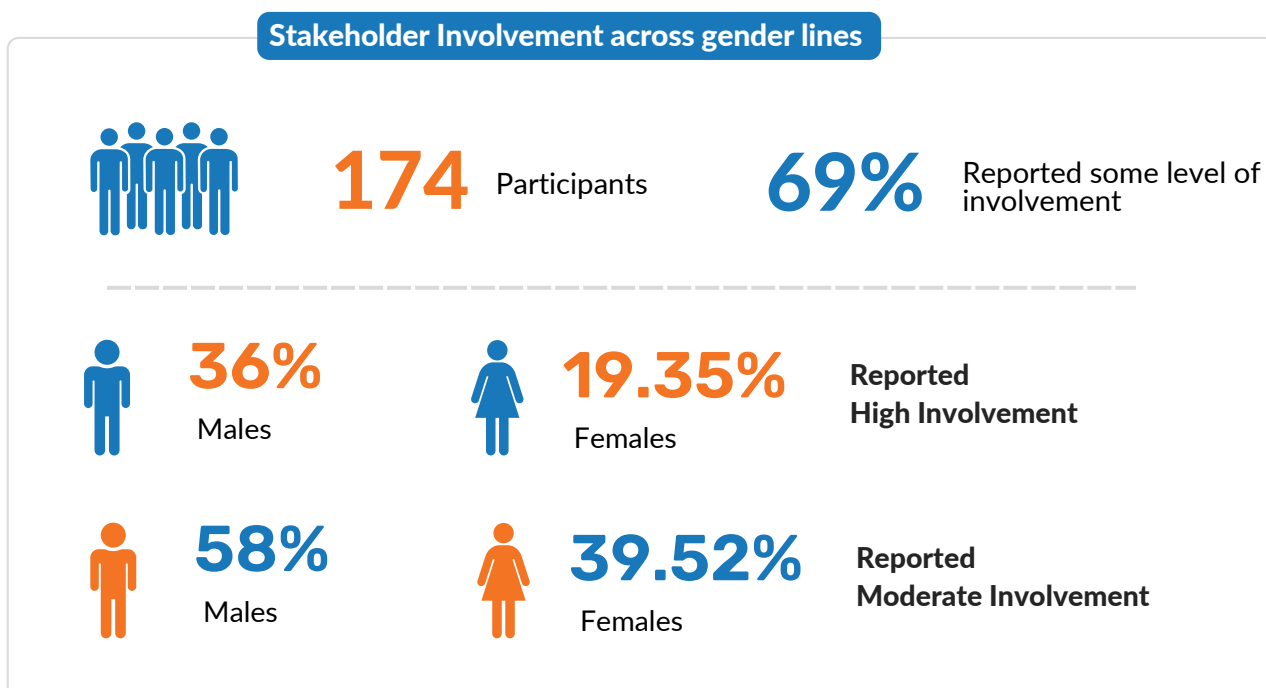 Stakeholder Involvement across gender lines
174 Participants
69% Reported some level of
involvement
36%
Males
19.35%
Females
Reported
High Involvement
58%
Males
39.52%
Females
Reported
Moderate Involvement